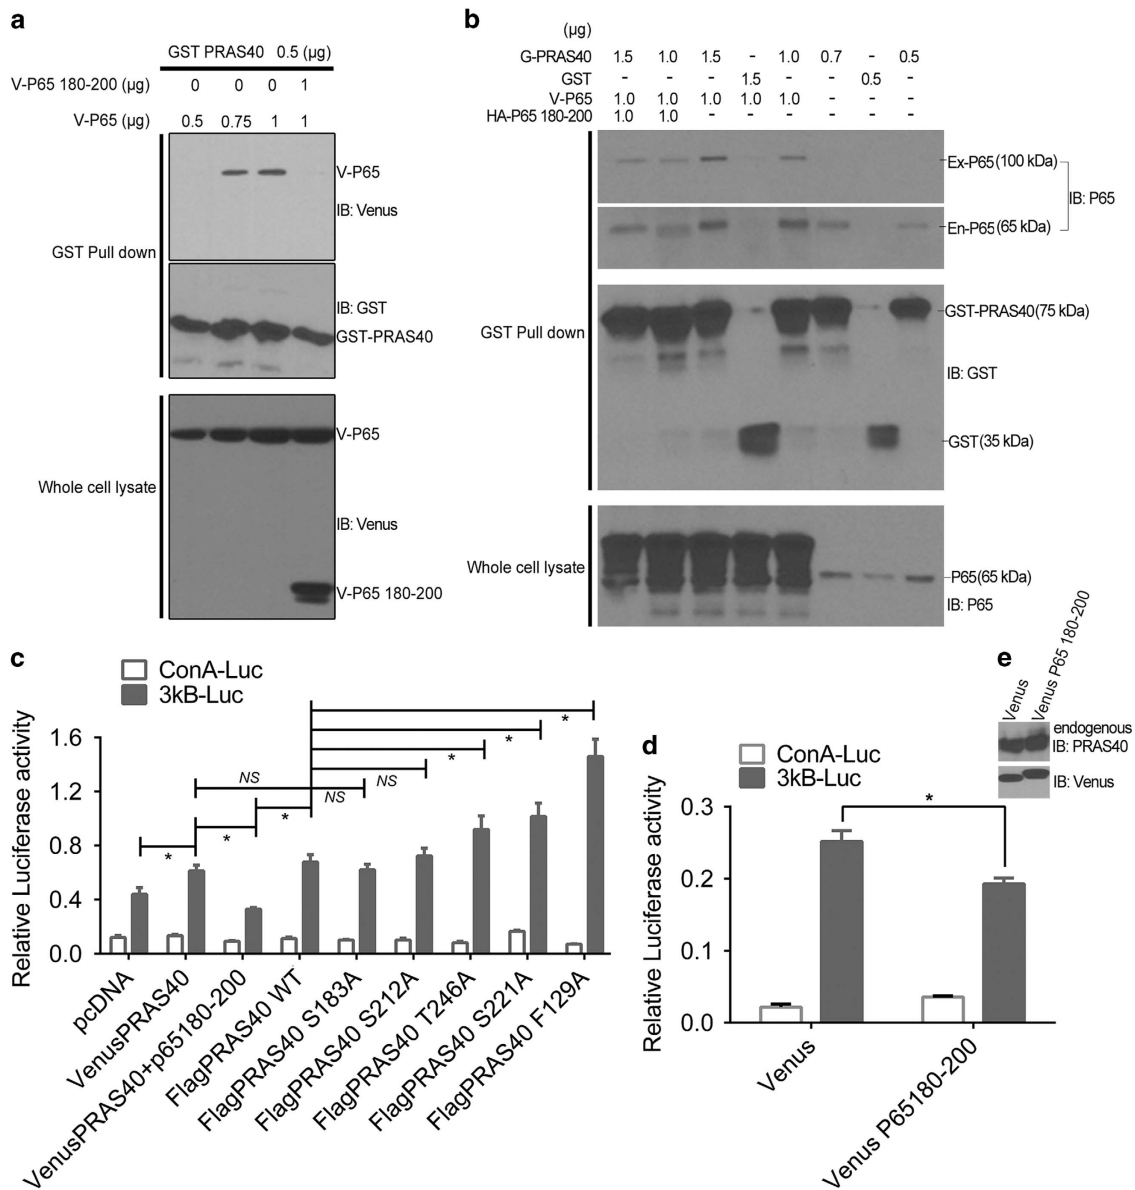 a
GST PRAS40 0.5 (µg)
V-P65 180-200 (µg) 0 0 0 1
V-P65 (µg) 0.5 0.75 1 1
V-P65
IB: Venus
GST Pull down
IB: GST
GST-PRAS40
V-P65
Whole cell lysate
IB: Venus
V-P65 180-200
b
(µg)
G-PRAS40 1.5 1.0 1.5 - 1.0 0.7 - 0.5
GST - - - 1.5 - - 0.5 -
V-P65 1.0 1.0 1.0 1.0 1.0 - - -
HA-P65 180-200 1.0 1.0 - - - - - -
Ex-P65(100 kDa)
IB: P65
En-P65(65 kDa)
GST Pull down
GST-PRAS40(75 kDa)
IB: GST
GST(35 kDa)
Whole cell lysate
P65(65 kDa)
IB: P65
c
ConA-Luc
3kB-Luc
Relative Luciferase activity
1.6
1.2
0.8
0.4
0.0
*
*
*
NS
NS
NS
*
*
*
pcDNA
VenusPRAS40
VenusPRAS40+p65180-200
FlagPRAS40 WT
FlagPRAS40 S183A
FlagPRAS40 S212A
FlagPRAS40 T246A
FlagPRAS40 S221A
FlagPRAS40 F129A
d
ConA-Luc
3kB-Luc
Relative Luciferase activity
0.3
0.2
0.1
0.0
*
Venus
Venus P65180-200
e
Venus
Venus P65 180-200
endogenous
IB: PRAS40
IB: Venus